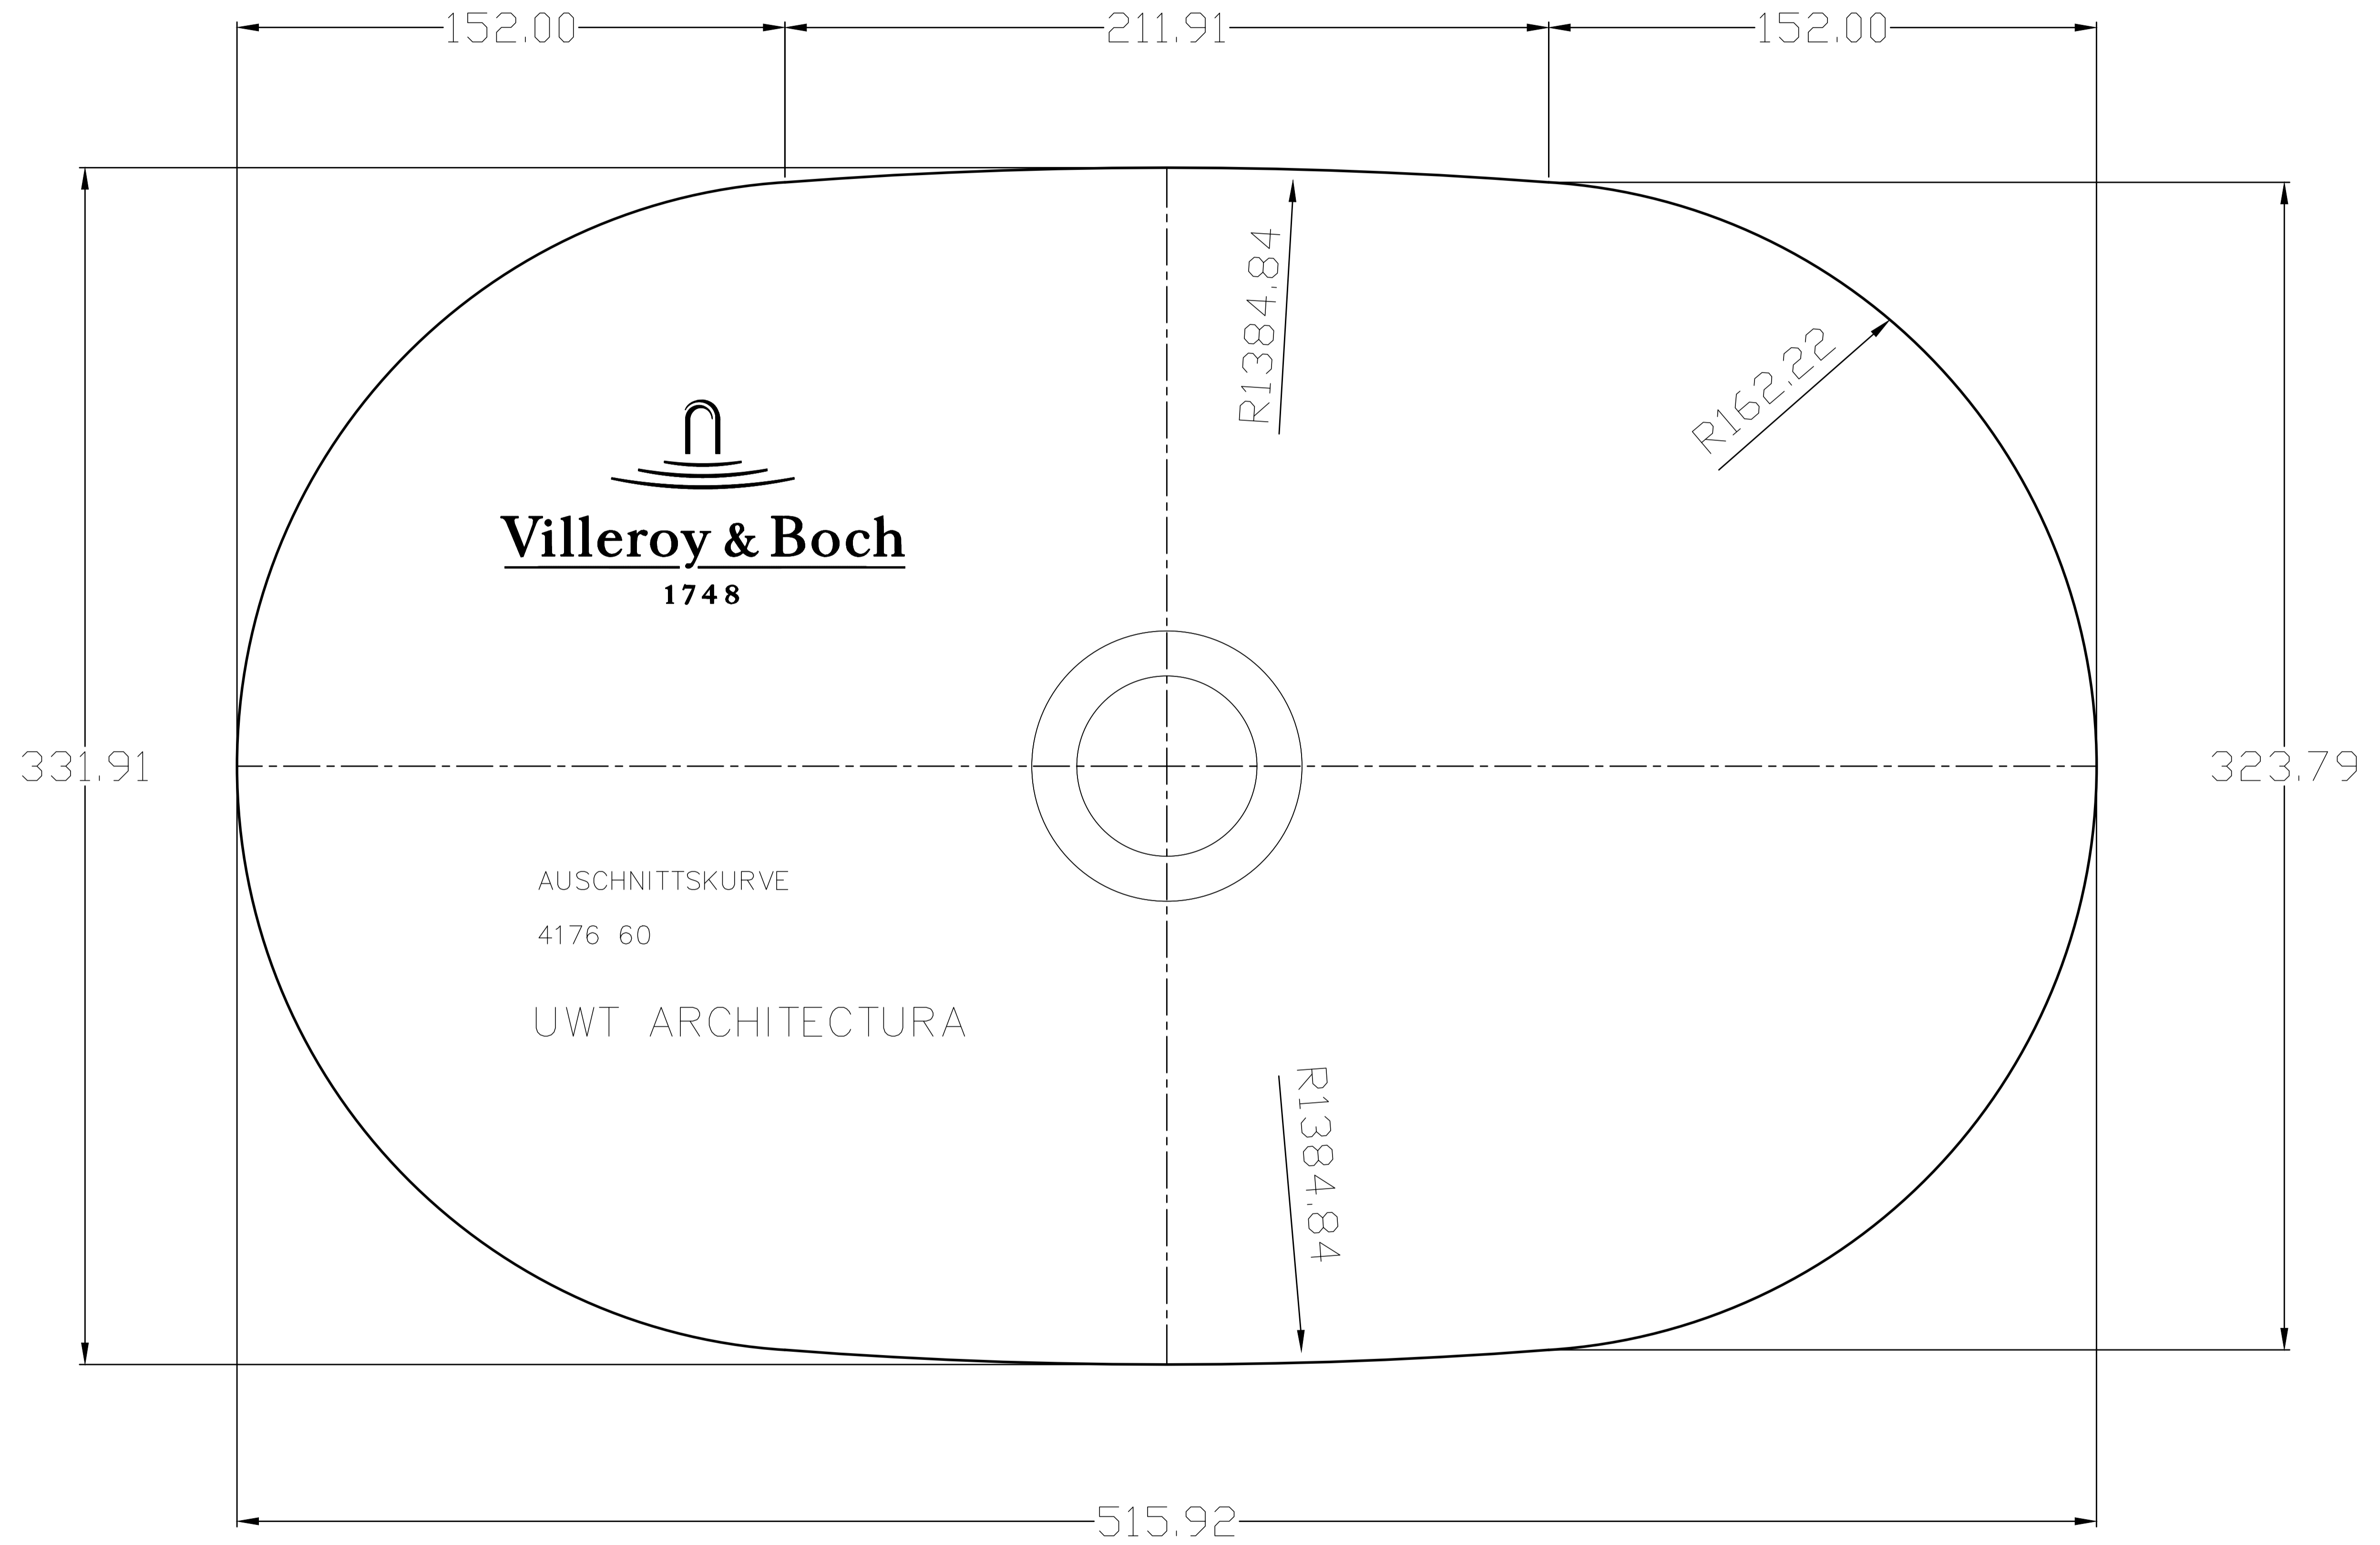 152.00
211.91
152.00
R1384.84
R162.22
Villeroy & Boch
1748
331.91
323.79
AUSCHNITTSKURVE
4176 60
UWT ARCHITECTURA
R1384.84
515.92